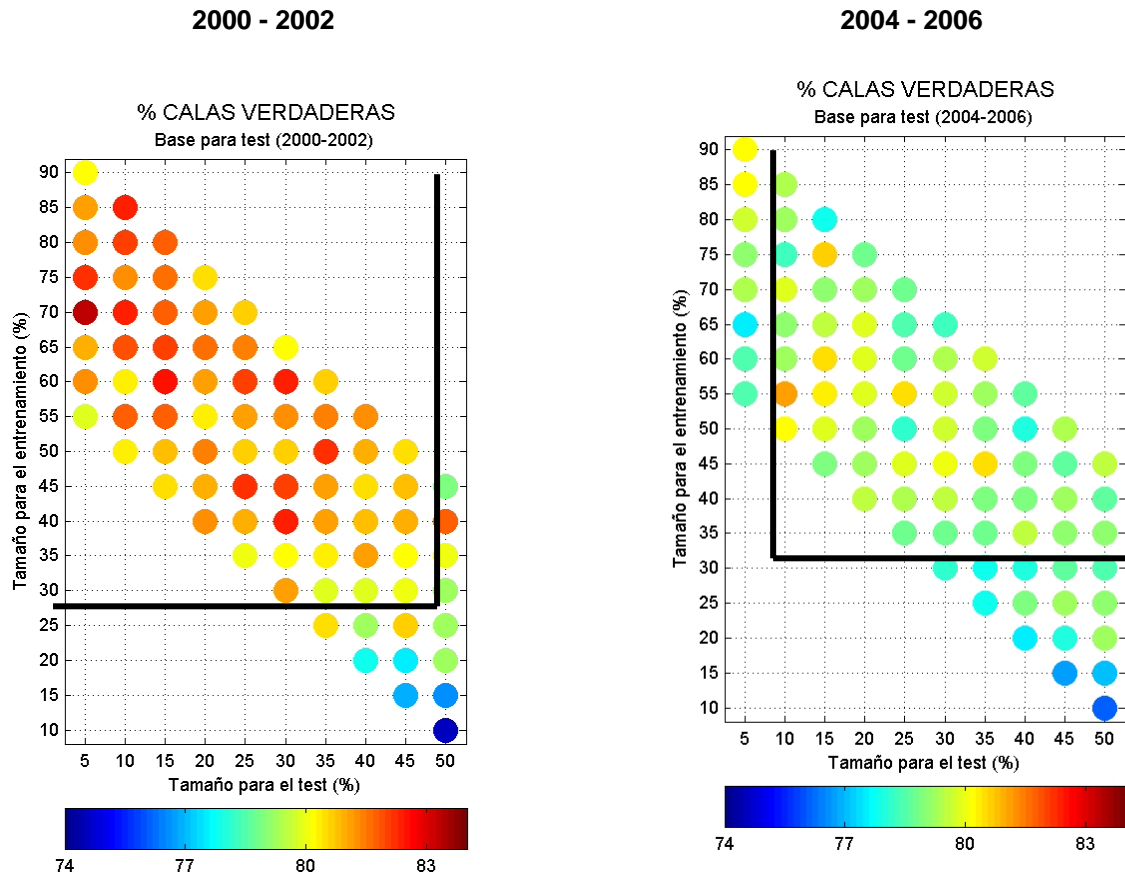 2000 - 2002
% CALAS VERDADERAS
Base para test (2000-2002)
Tamaño para el entrenamiento (%)
90
85
80
75
70
65
60
55
50
45
40
35
30
25
20
15
10
5 10 15 20 25 30 35 40 45 50
Tamaño para el test (%)
74 77 80 83
2004 - 2006
% CALAS VERDADERAS
Base para test (2004-2006)
Tamaño para el entrenamiento (%)
90
85
80
75
70
65
60
55
50
45
40
35
30
25
20
15
10
5 10 15 20 25 30 35 40 45 50
Tamaño para el test (%)
74 77 80 83